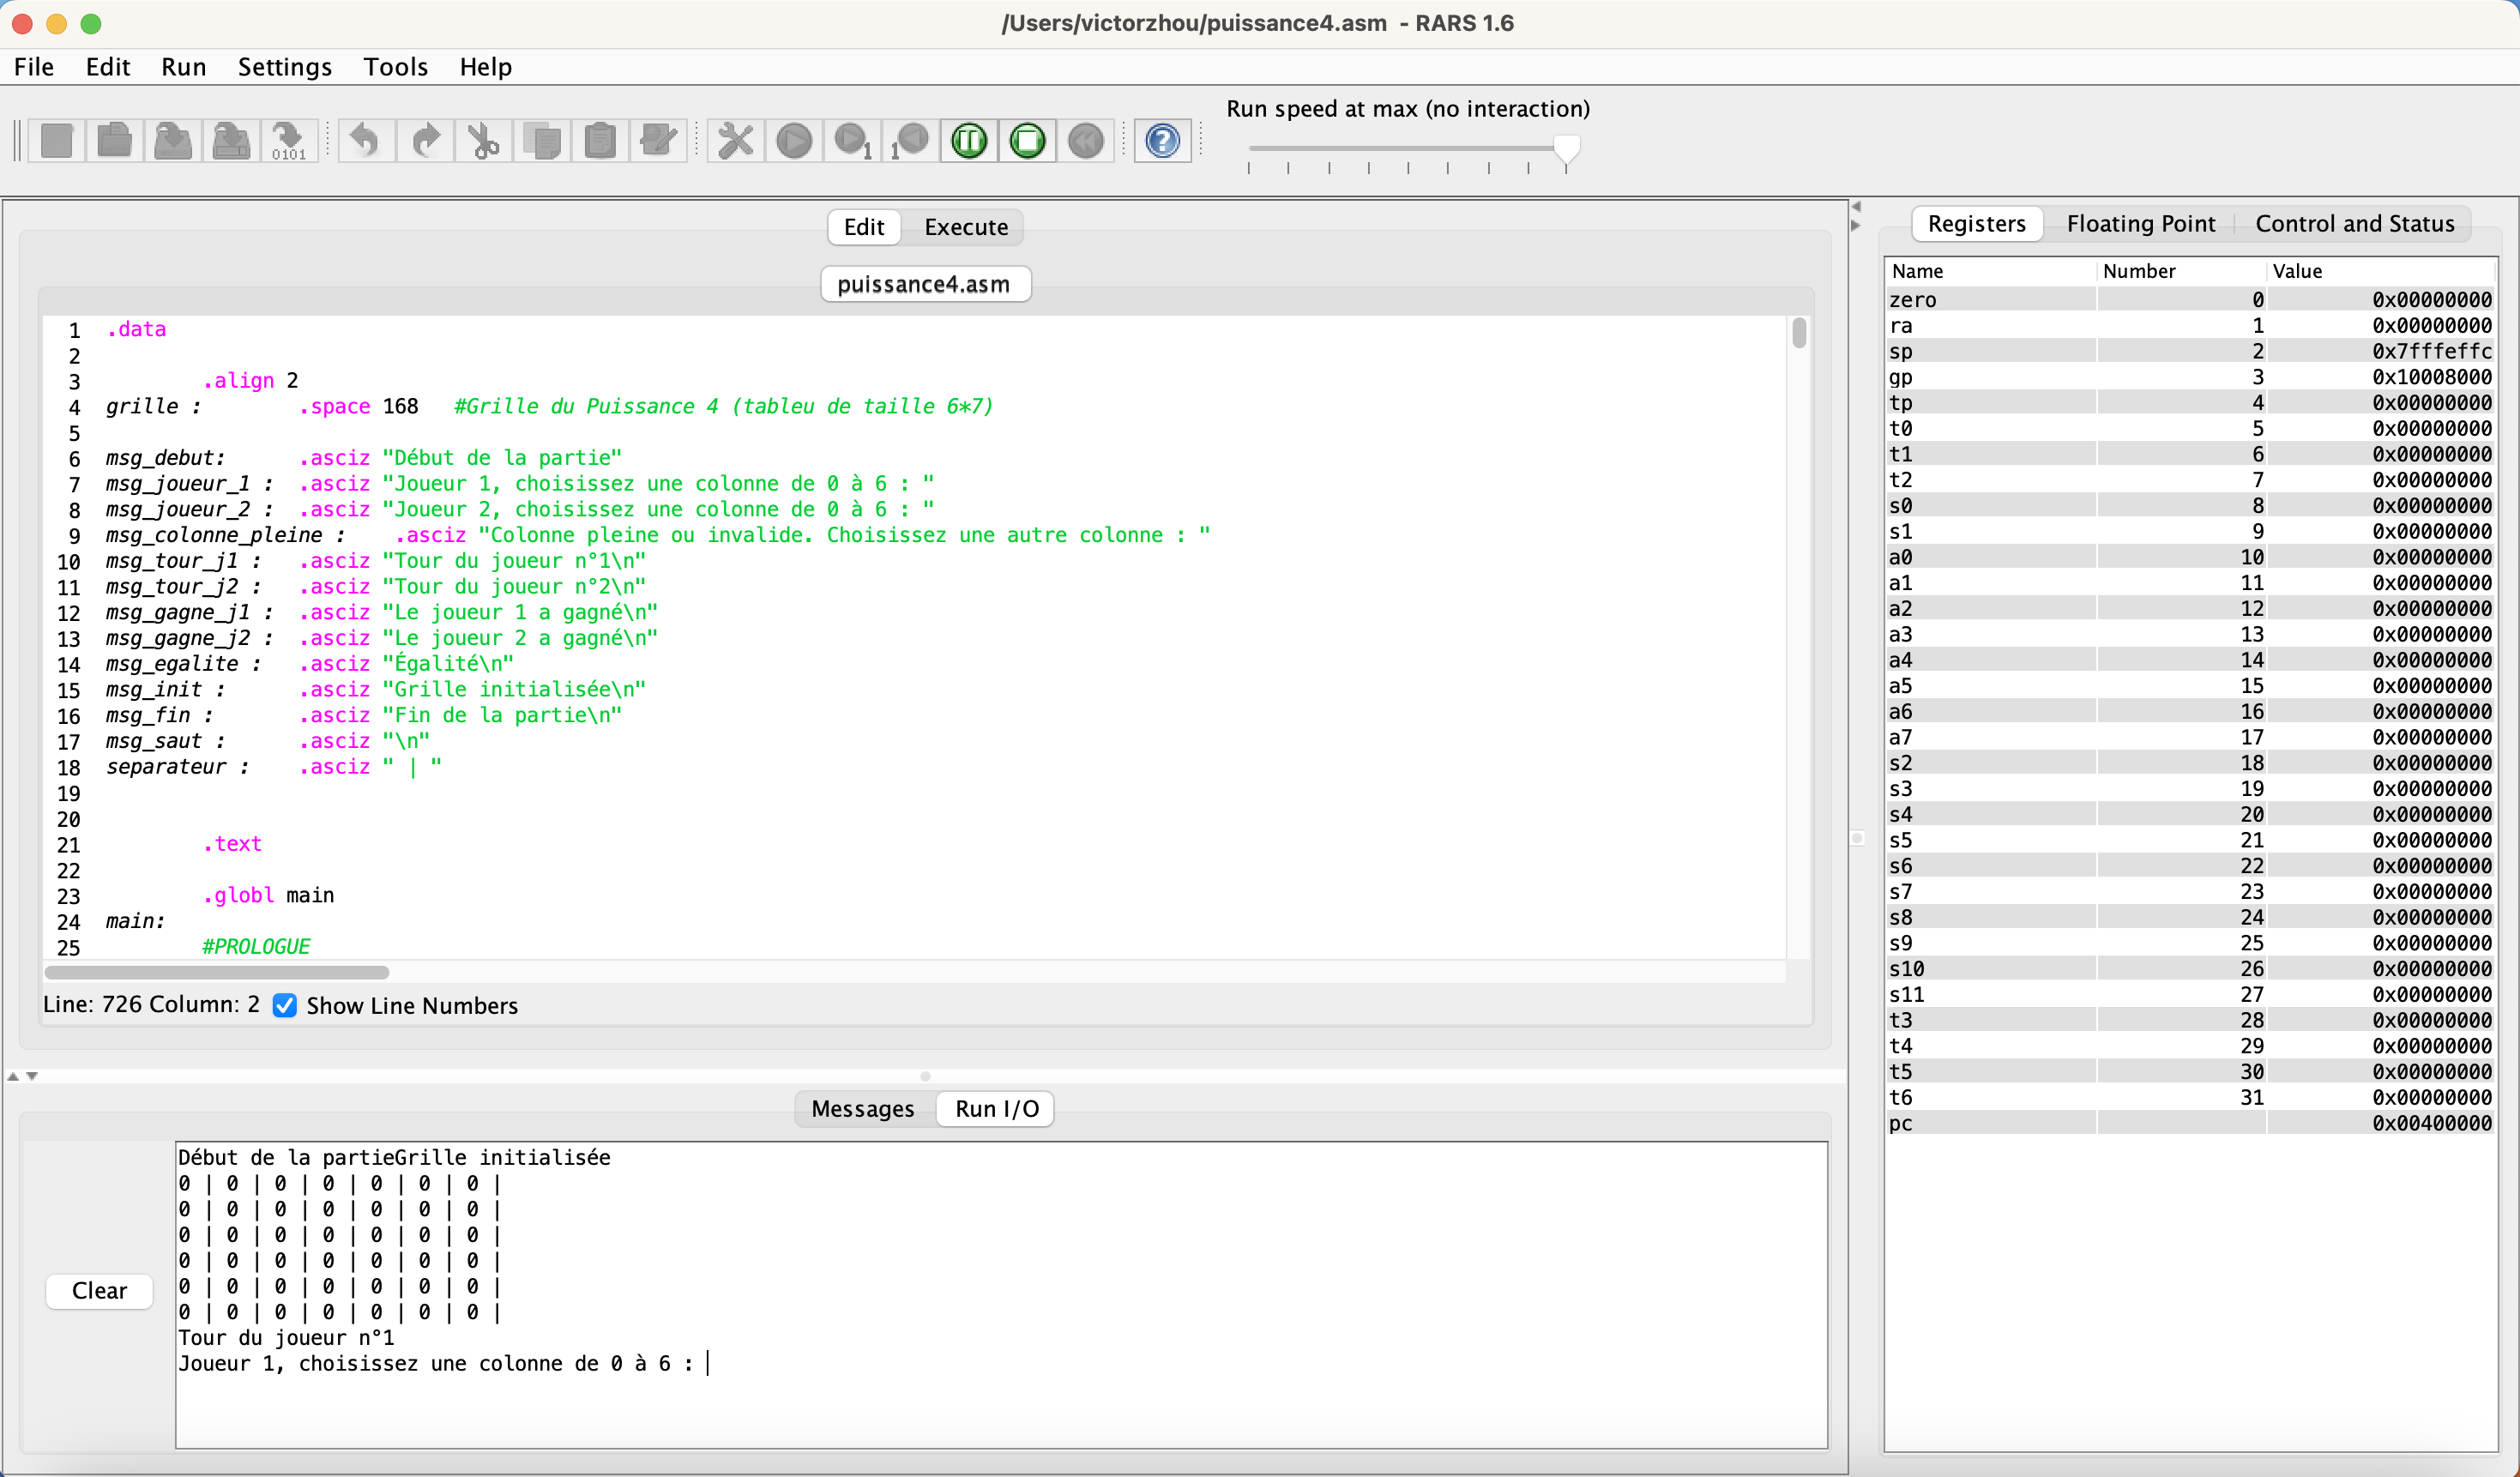 /Users/victorzhou/puissance4.asm - RARS 1.6
File Edit Run Settings Tools Help
Run speed at max (no interaction)
0101
1 1
?
Edit Execute
puissance4.asm
1 .data
2
3 .align 2
4 grille : .space 168 #Grille du Puissance 4 (tableu de taille 6*7)
5
6 msg_debut: .asciz "Début de la partie"
7 msg_joueur_1 : .asciz "Joueur 1, choisissez une colonne de 0 à 6 : "
8 msg_joueur_2 : .asciz "Joueur 2, choisissez une colonne de 0 à 6 : "
9 msg_colonne_pleine : .asciz "Colonne pleine ou invalide. Choisissez une autre colonne : "
10 msg_tour_j1 : .asciz "Tour du joueur n°1\n"
11 msg_tour_j2 : .asciz "Tour du joueur n°2\n"
12 msg_gagne_j1 : .asciz "Le joueur 1 a gagné\n"
13 msg_gagne_j2 : .asciz "Le joueur 2 a gagné\n"
14 msg_egalite : .asciz "Égalité\n"
15 msg_init : .asciz "Grille initialisée\n"
16 msg_fin : .asciz "Fin de la partie\n"
17 msg_saut : .asciz "\n"
18 separateur : .asciz " | "
19
20
21 .text
22
23 .globl main
24 main:
25 #PROLOGUE
Line: 726 Column: 2 Show Line Numbers
Messages Run I/O
Clear
Début de la partieGrille initialisée
0 | 0 | 0 | 0 | 0 | 0 | 0 |
0 | 0 | 0 | 0 | 0 | 0 | 0 |
0 | 0 | 0 | 0 | 0 | 0 | 0 |
0 | 0 | 0 | 0 | 0 | 0 | 0 |
0 | 0 | 0 | 0 | 0 | 0 | 0 |
0 | 0 | 0 | 0 | 0 | 0 | 0 |
Tour du joueur n°1
Joueur 1, choisissez une colonne de 0 à 6 :
Registers Floating Point Control and Status
Name Number Value
zero 0 0x00000000
ra 1 0x00000000
sp 2 0x7fffeffc
gp 3 0x10008000
tp 4 0x00000000
t0 5 0x00000000
t1 6 0x00000000
t2 7 0x00000000
s0 8 0x00000000
s1 9 0x00000000
a0 10 0x00000000
a1 11 0x00000000
a2 12 0x00000000
a3 13 0x00000000
a4 14 0x00000000
a5 15 0x00000000
a6 16 0x00000000
a7 17 0x00000000
s2 18 0x00000000
s3 19 0x00000000
s4 20 0x00000000
s5 21 0x00000000
s6 22 0x00000000
s7 23 0x00000000
s8 24 0x00000000
s9 25 0x00000000
s10 26 0x00000000
s11 27 0x00000000
t3 28 0x00000000
t4 29 0x00000000
t5 30 0x00000000
t6 31 0x00000000
pc 0x00400000